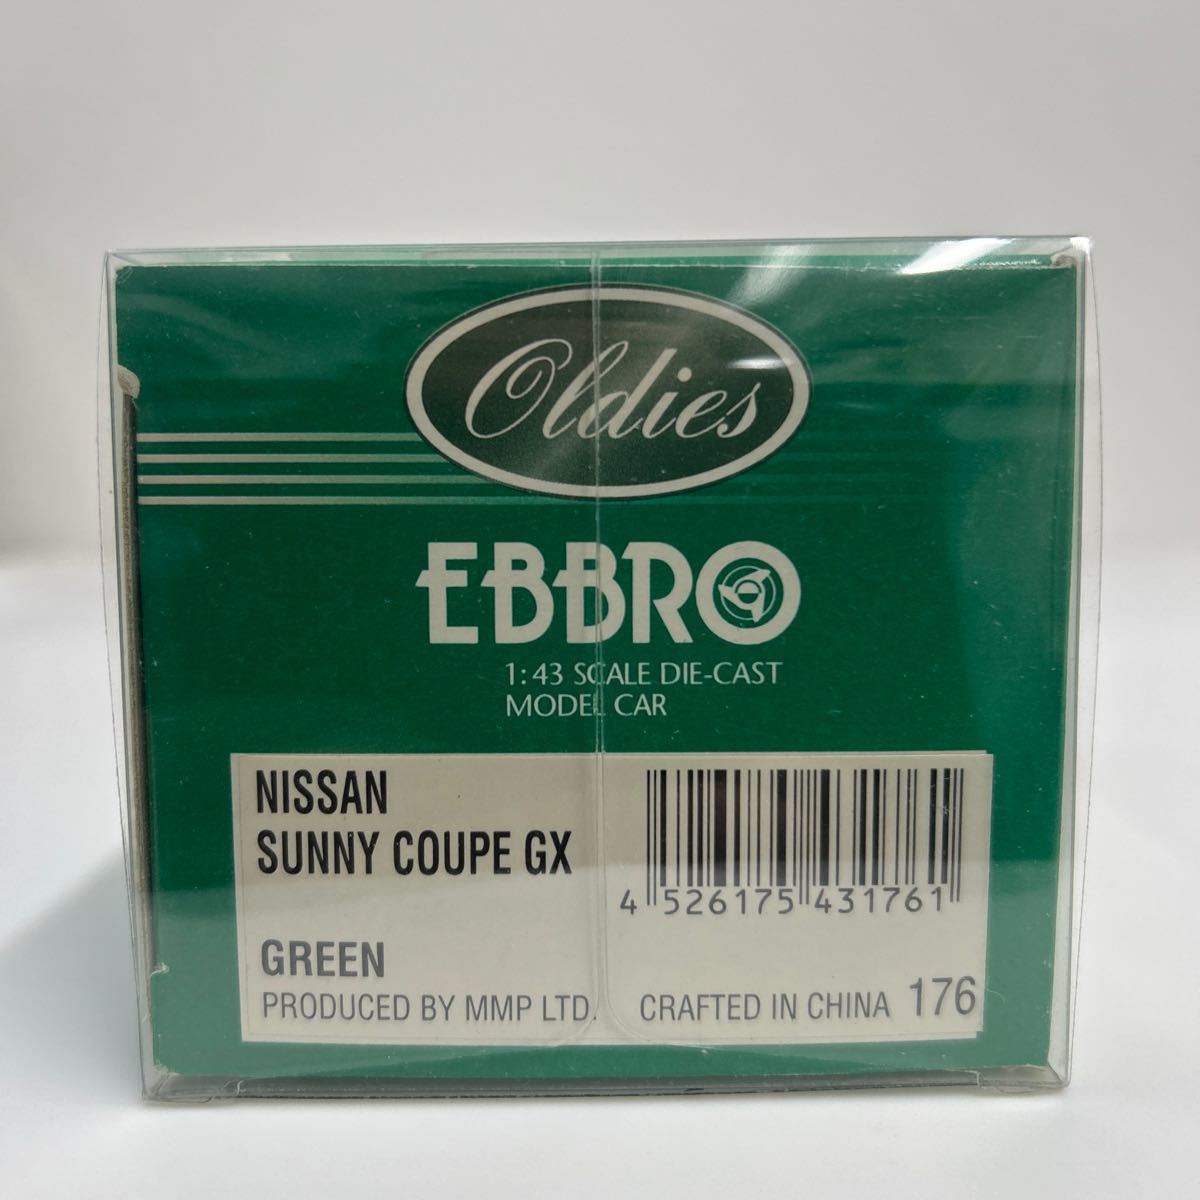 Oldies
EBBRO
1:43 SCALE DIE-CAST
MODEL CAR
NISSAN
SUNNY COUPE GX
4 526175 431761
GREEN
PRODUCED BY MMP LTD. CRAFTED IN CHINA 176